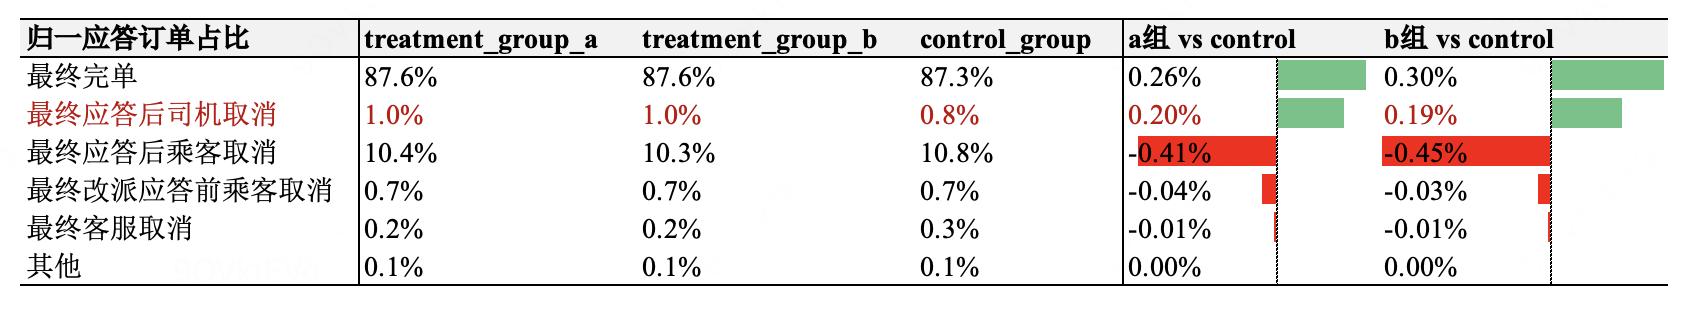 归一应答订单占比 treatment_group_a treatment_group_b control_group a组 vs control b组 vs control
最终完单 87.6% 87.6% 87.3% 0.26% 0.30%
最终应答后司机取消 1.0% 1.0% 0.8% 0.20% 0.19%
最终应答后乘客取消 10.4% 10.3% 10.8% -0.41% -0.45%
最终改派应答前乘客取消 0.7% 0.7% 0.7% -0.04% -0.03%
最终客服取消 0.2% 0.2% 0.3% -0.01% -0.01%
其他 0.1% 0.1% 0.1% 0.00% 0.00%